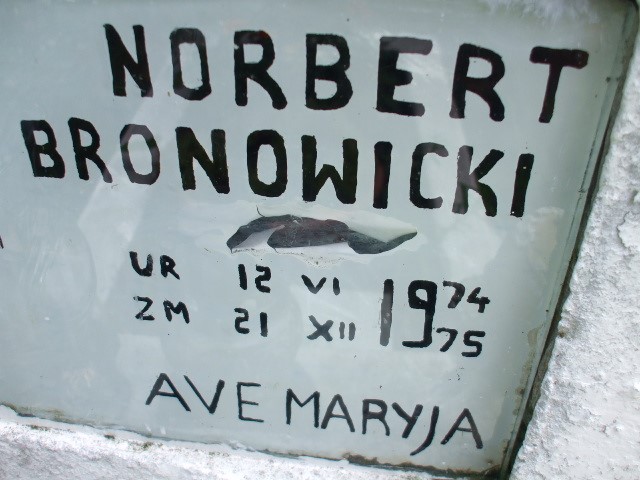 NORBERT
BRONOWICKI
UR 12 VI 1974
ZM 21 XII 1975
AVE MARYJA